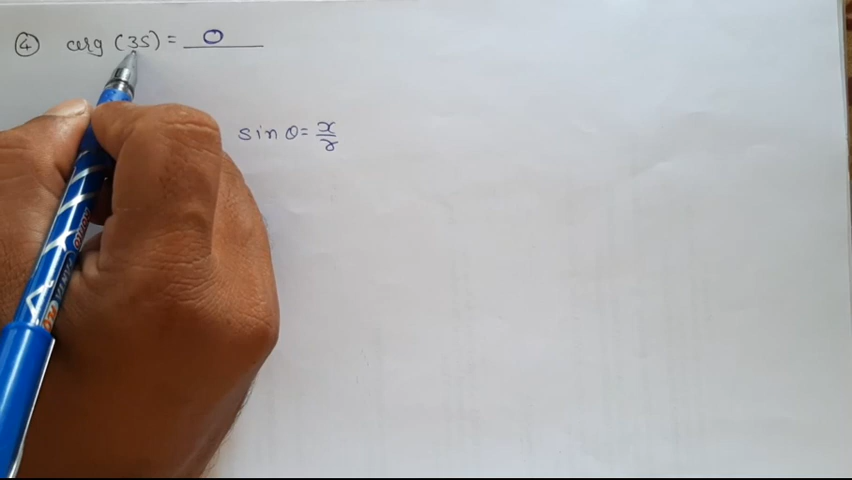 ④ arg (35) = 0
sin θ = x/r